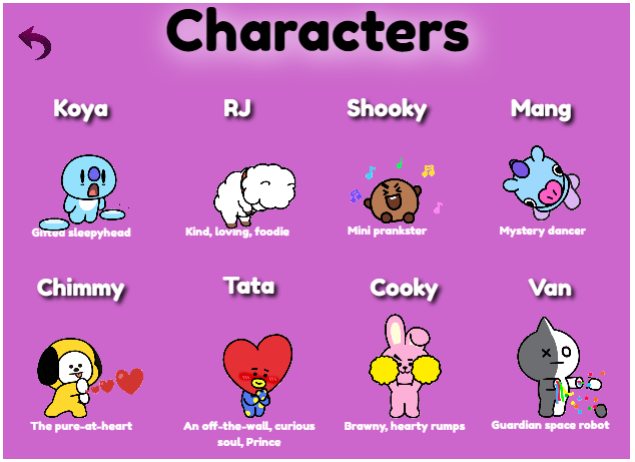 Characters
Koya RJ Shooky Mang
Gifted sleepyhead Kind, loving, foodie Mini prankster Mystery dancer
Chimmy Tata Cooky Van
The pure-at-heart An off-the-wall, curious Brawny, hearty rumps Guardian space robot
soul, Prince